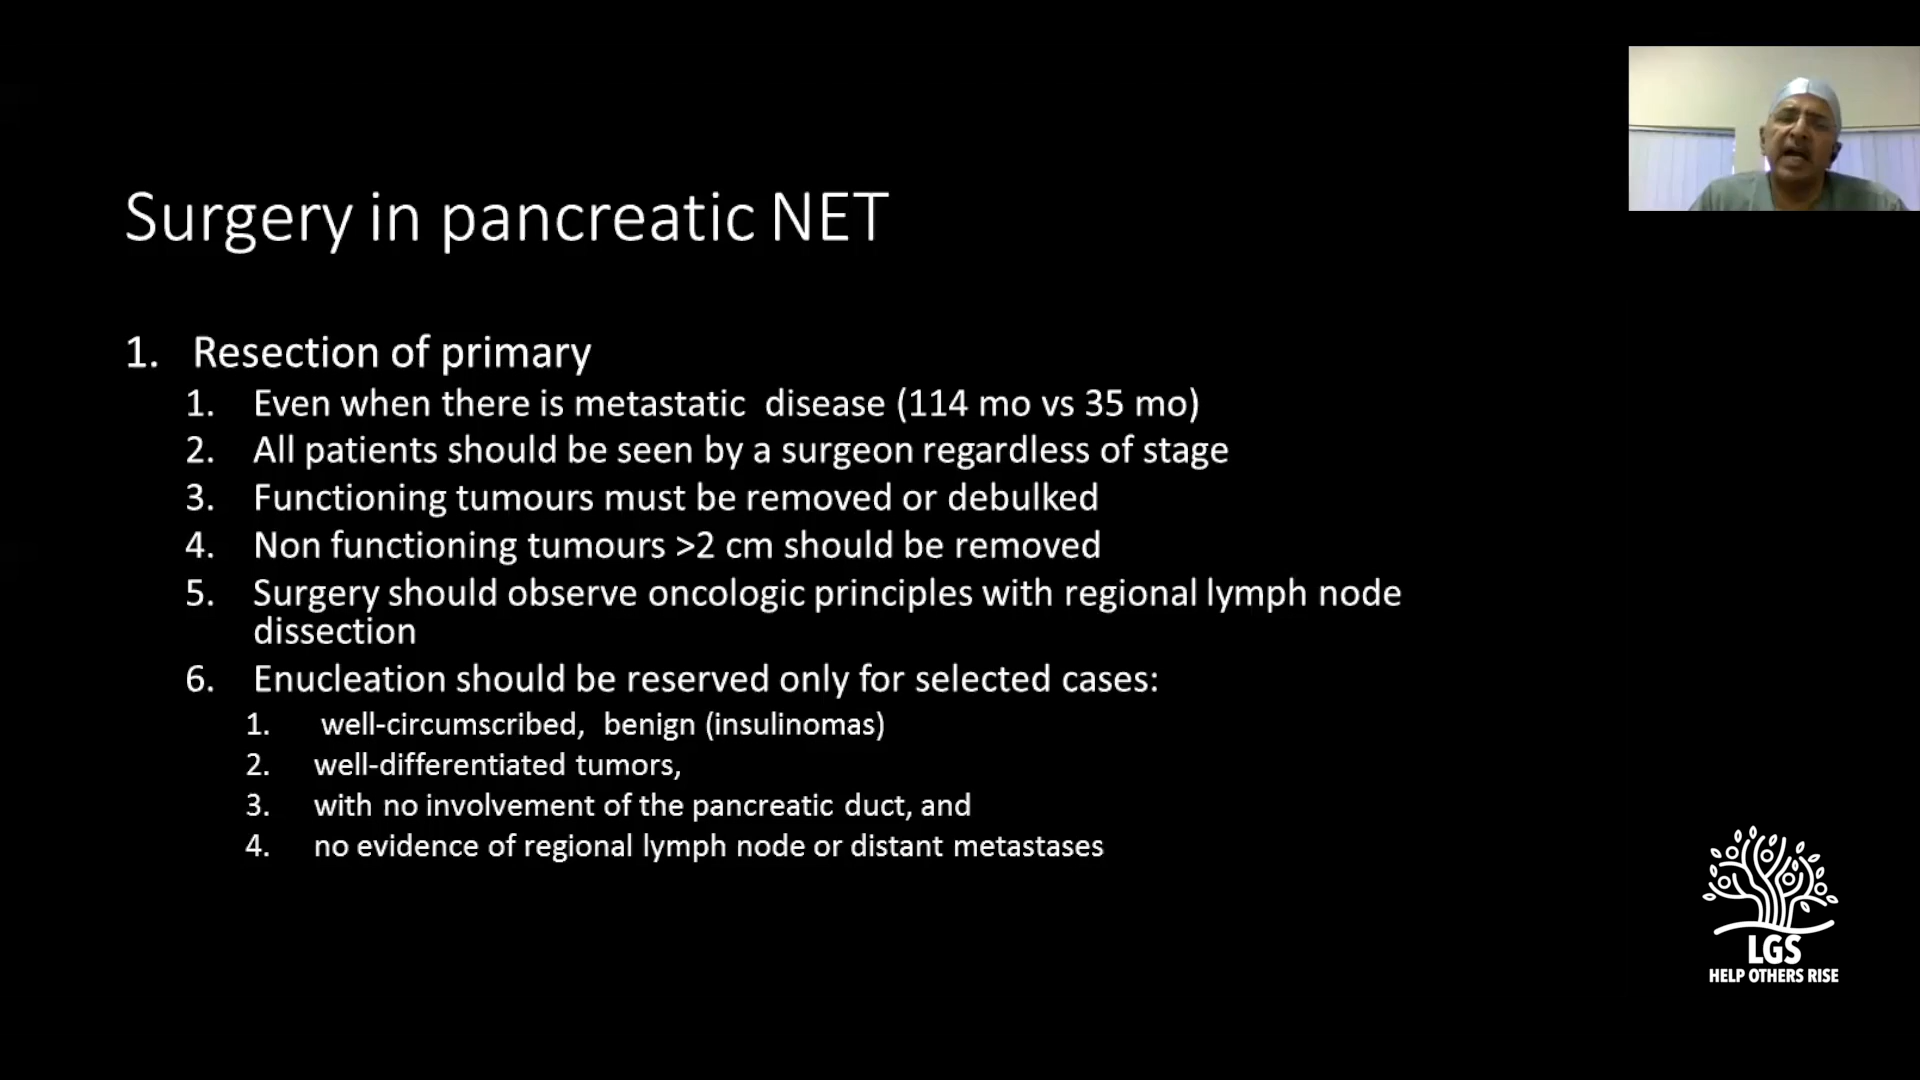 Surgery in pancreatic NET
1. Resection of primary
1. Even when there is metastatic disease (114 mo vs 35 mo)
2. All patients should be seen by a surgeon regardless of stage
3. Functioning tumours must be removed or debulked
4. Non functioning tumours >2 cm should be removed
5. Surgery should observe oncologic principles with regional lymph node
dissection
6. Enucleation should be reserved only for selected cases:
1. well-circumscribed, benign (insulinomas)
2. well-differentiated tumors,
3. with no involvement of the pancreatic duct, and
4. no evidence of regional lymph node or distant metastases
LGS
HELP OTHERS RISE